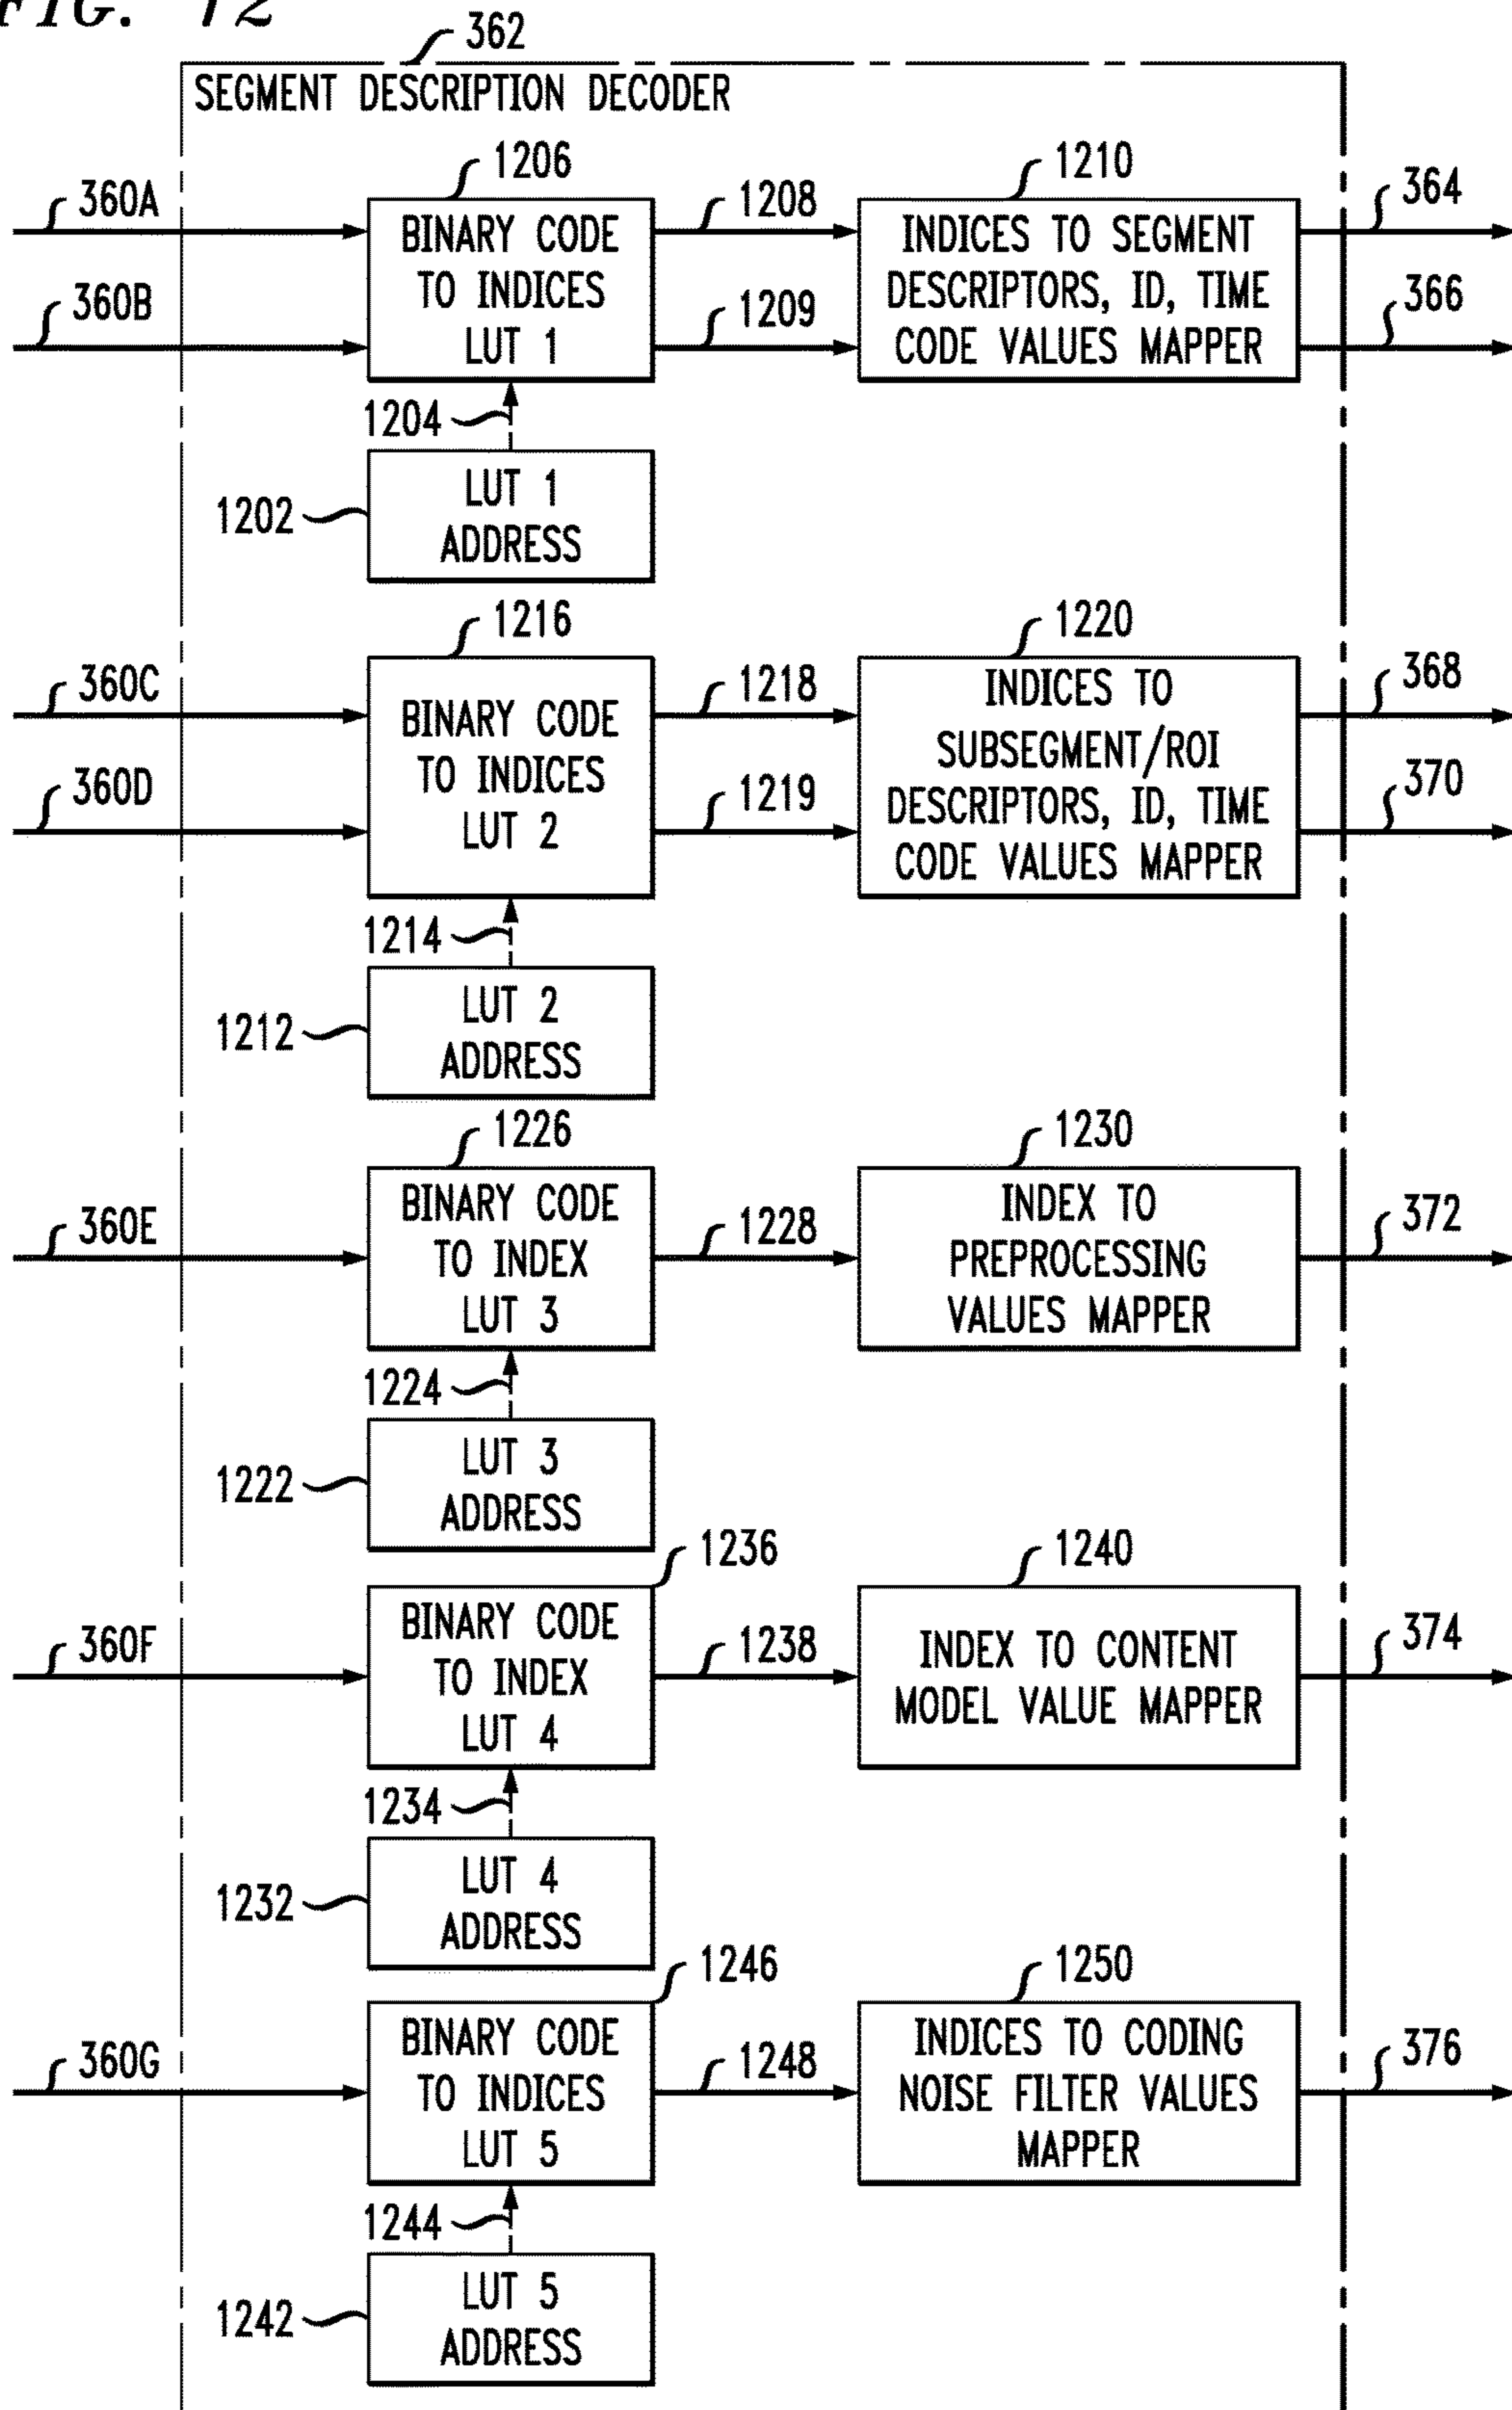 FIG. 12
362
SEGMENT DESCRIPTION DECODER
1206
1210
360A
1208
364
BINARY CODE
TO INDICES
LUT 1
INDICES TO SEGMENT
DESCRIPTORS, ID, TIME
CODE VALUES MAPPER
360B
1209
366
1204
LUT 1
ADDRESS
1202
1216
1220
360C
1218
368
BINARY CODE
TO INDICES
LUT 2
INDICES TO
SUBSEGMENT/ROI
DESCRIPTORS, ID, TIME
CODE VALUES MAPPER
360D
1219
370
1214
LUT 2
ADDRESS
1212
1226
1230
360E
BINARY CODE
TO INDEX
LUT 3
1228
INDEX TO
PREPROCESSING
VALUES MAPPER
372
1224
LUT 3
ADDRESS
1222
1236
1240
360F
BINARY CODE
TO INDEX
LUT 4
1238
INDEX TO CONTENT
MODEL VALUE MAPPER
374
1234
LUT 4
ADDRESS
1232
1246
1250
360G
BINARY CODE
TO INDICES
LUT 5
1248
INDICES TO CODING
NOISE FILTER VALUES
MAPPER
376
1244
LUT 5
ADDRESS
1242